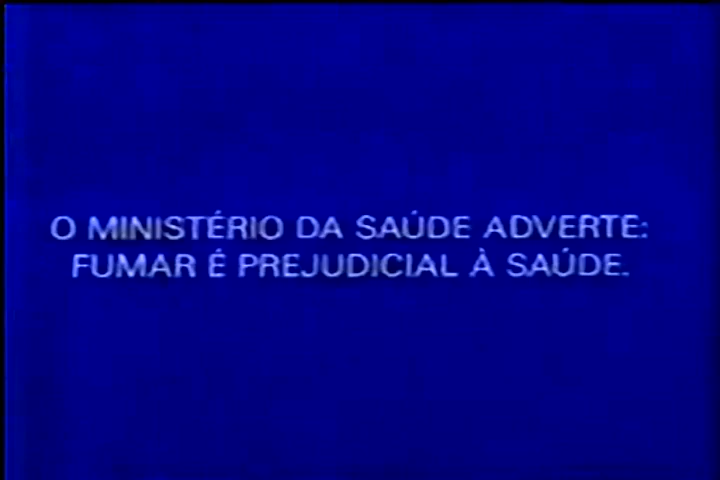 O MINISTÉRIO DA SAÚDE ADVERTE:
FUMAR É PREJUDICIAL À SAÚDE.